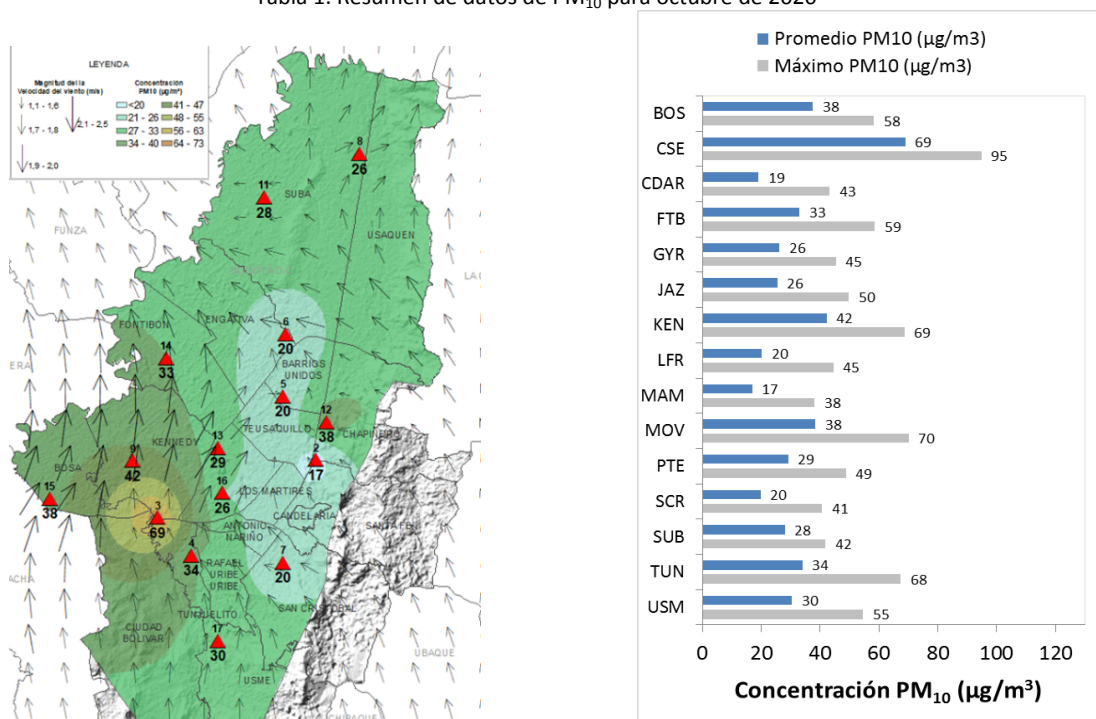 Tabla 1. Resumen de datos de PM10 para octubre de 2020
LEYENDA
Magnitud de la
Velocidad del viento (m/s)
1,1 - 1,6
1,7 - 1,8
1,9 - 2,0
2,1 - 2,5
Concentración
PM10 (µg/m³)
<20
21 - 26
27 - 33
34 - 40
41 - 47
48 - 55
56 - 63
64 - 73
8
26
11
28
SUBA
FUNZA
USAQUEN
LA
FONTIBON
ENGATIVA
6
20
14
33
ERA
BARRIOS
UNIDOS
5
20
12
38
TEUSAQUILLO
CHAPINERO
13
29
KENNEDY
9
42
BOSA
2
17
15
38
16
26
LOS MARTIRES
3
69
CANDELARIA
SANTA FE
ANTONIO
NARIÑO
4
34
RAFAEL
URIBE
URIBE
7
20
ACHA
SAN CRISTOBAL
TUNJUELITO
CIUDAD
BOLIVAR
17
30
UBAQUE
USME
CHIPAQUE
Promedio PM10 (µg/m3)
Máximo PM10 (µg/m3)
BOS 38
58
CSE 69
95
CDAR 19
43
FTB 33
59
GYR 26
45
JAZ 26
50
KEN 42
69
LFR 20
45
MAM 17
38
MOV 38
70
PTE 29
49
SCR 20
41
SUB 28
42
TUN 34
68
USM 30
55
0 20 40 60 80 100 120
Concentración PM10 (µg/m³)